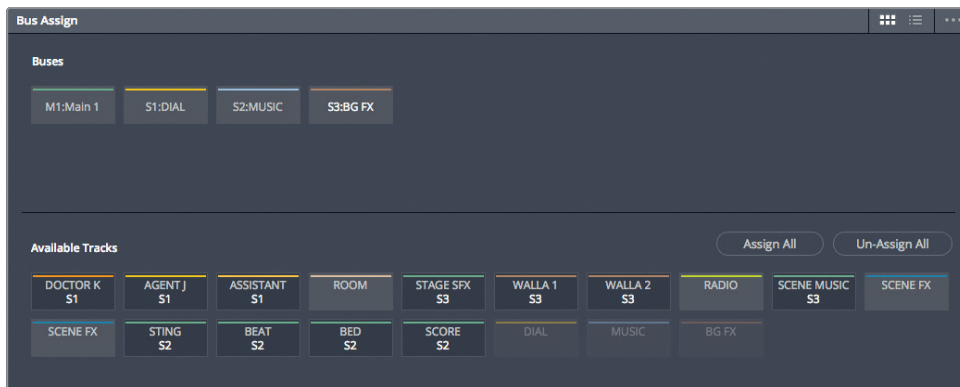 Bus Assign
Buses
M1:Main 1 S1:DIAL S2:MUSIC S3:BG FX
Available Tracks Assign All Un-Assign All
DOCTOR K AGENT J ASSISTANT ROOM STAGE SFX WALLA 1 WALLA 2 RADIO SCENE MUSIC SCENE FX
S1 S1 S1 S3 S3 S3 S3
SCENE FX STING BEAT BED SCORE DIAL MUSIC BG FX
S2 S2 S2 S2